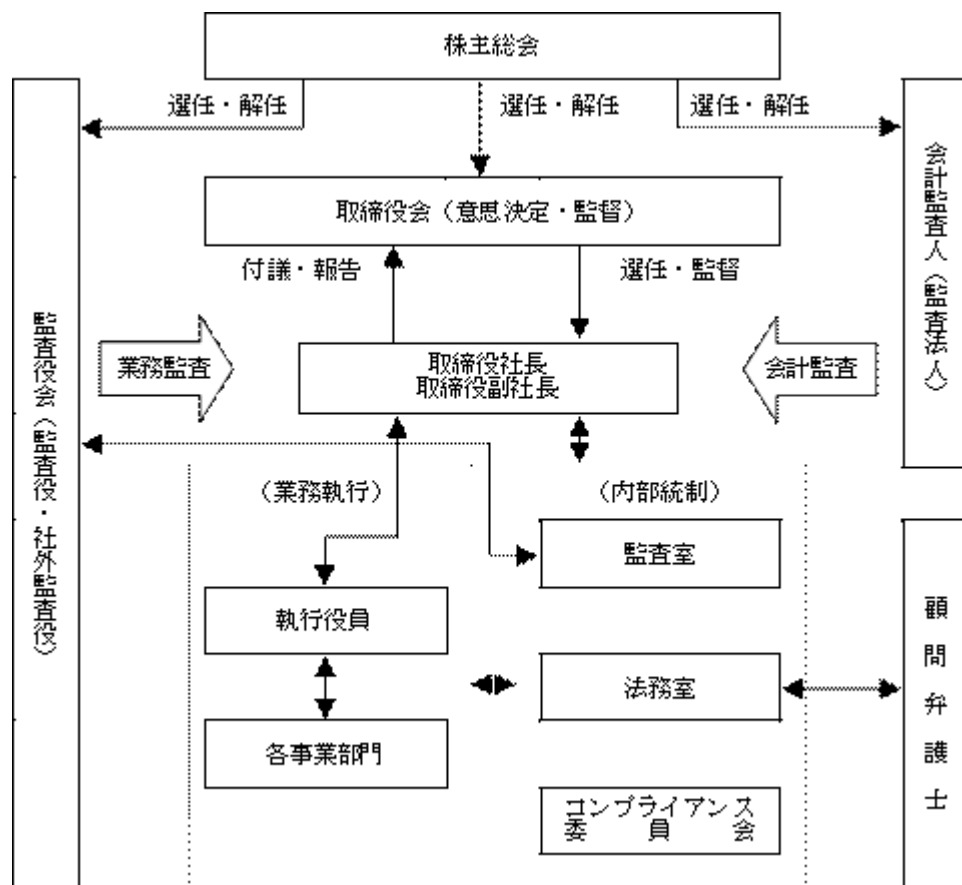 株主総会
選任・解任
選任・解任
選任・解任
取締役会（意思決定・監督）
付議・報告
選任・監督
監査役会（監査役・社外監査役）
会計監査人（監査法人）
業務監査
取締役社長
取締役副社長
会計監査
（業務執行）
（内部統制）
監査室
執行役員
法務室
顧問弁護士
各事業部門
コンプライアンス
委員会